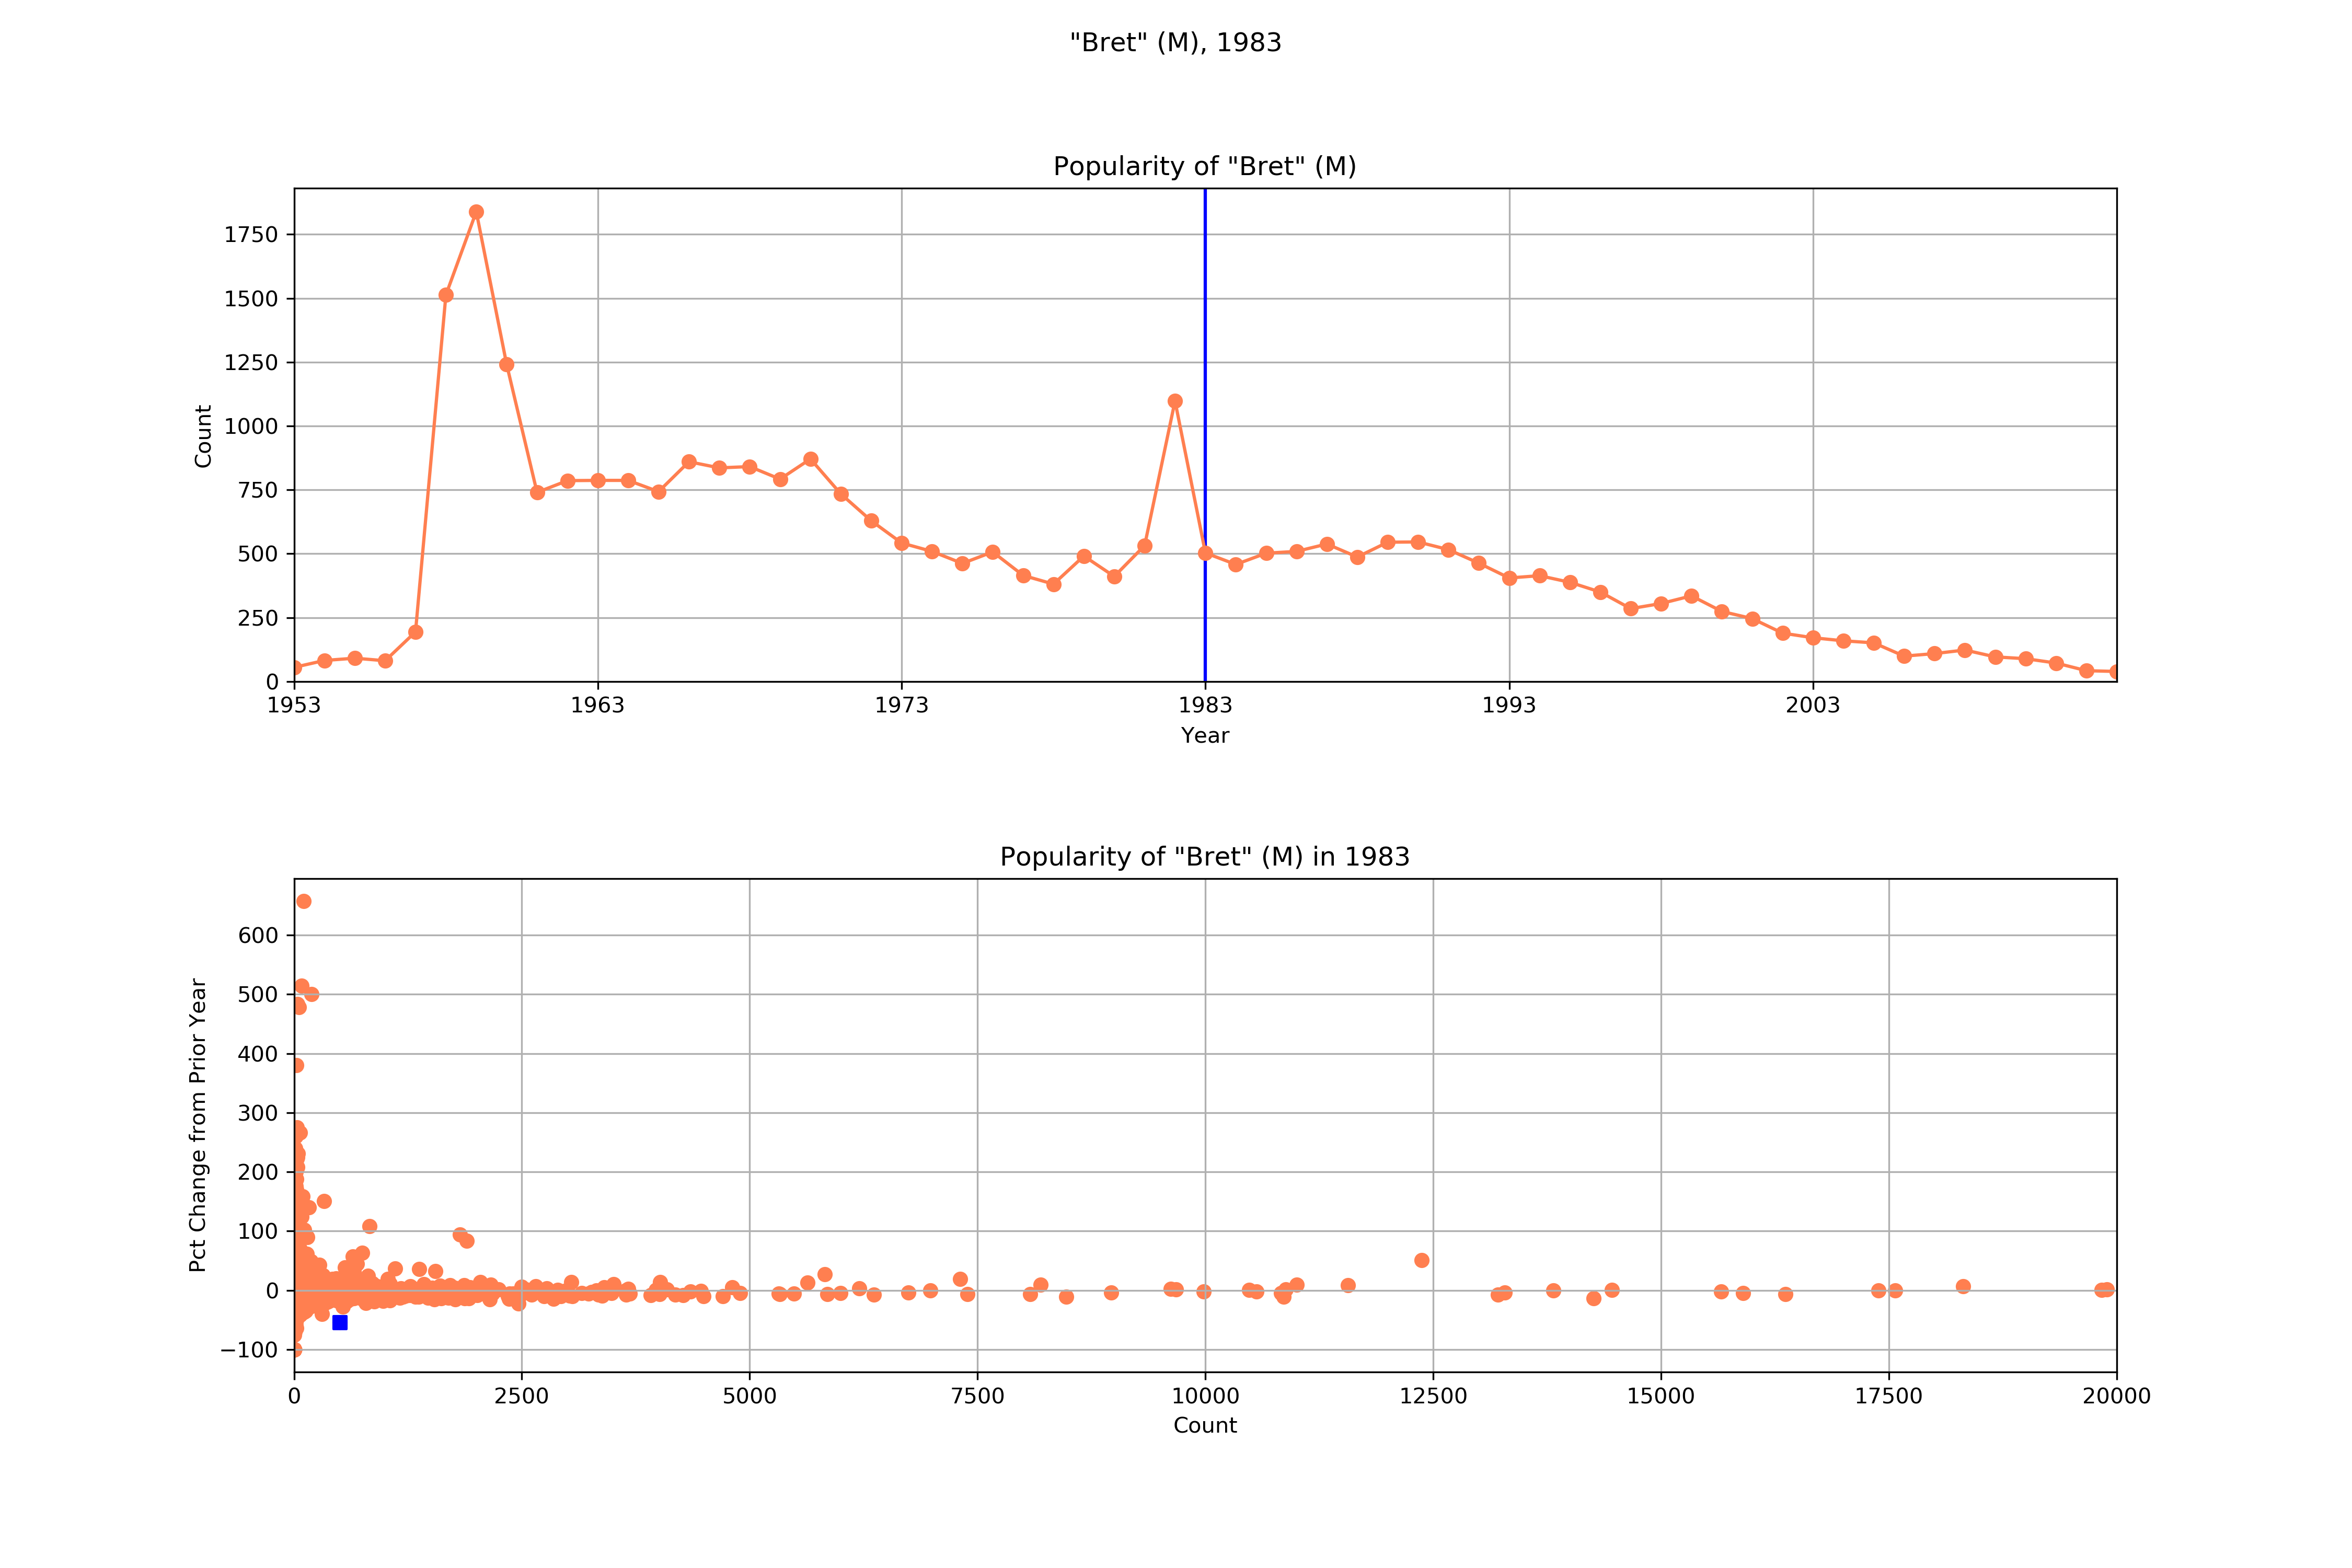 "Bret" (M), 1983
Popularity of "Bret" (M)
1750
1500
1250
1000
750
500
250
0
Count
1953 1963 1973 1983 1993 2003
Year
Popularity of "Bret" (M) in 1983
600
500
400
300
200
100
0
−100
Pct Change from Prior Year
0 2500 5000 7500 10000 12500 15000 17500 20000
Count